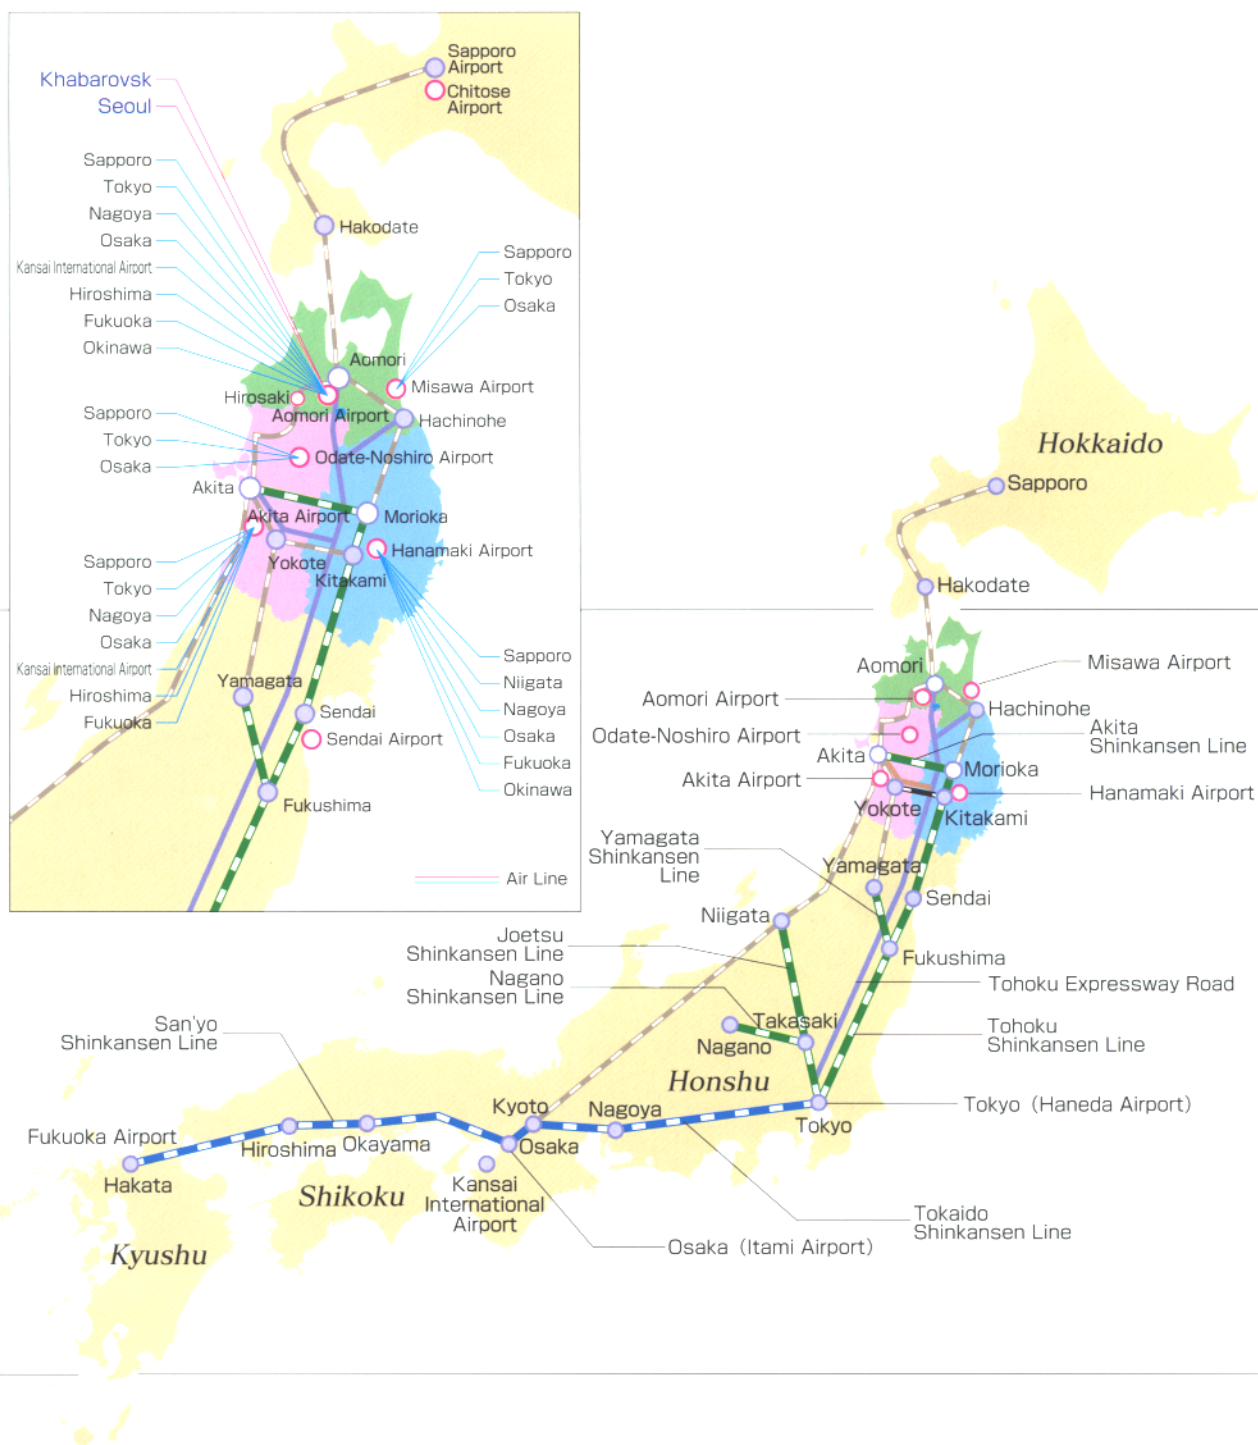 Sapporo
Airport
Chitose
Airport
Khabarovsk
Seoul
Sapporo
Tokyo
Nagoya
Osaka
Kansai International Airport
Hiroshima
Fukuoka
Okinawa
Hakodate
Sapporo
Tokyo
Osaka
Aomori
Misawa Airport
Hirosaki
Aomori Airport
Hachinohe
Sapporo
Tokyo
Osaka
Odate-Noshiro Airport
Akita
Akita Airport
Morioka
Hanamaki Airport
Yokote
Kitakami
Sapporo
Tokyo
Nagoya
Osaka
Kansai International Airport
Hiroshima
Fukuoka
Sapporo
Niigata
Nagoya
Osaka
Fukuoka
Okinawa
Yamagata
Sendai
Sendai Airport
Fukushima
Air Line
Hokkaido
Sapporo
Hakodate
Aomori
Misawa Airport
Aomori Airport
Hachinohe
Odate-Noshiro Airport
Akita
Shinkansen Line
Akita
Morioka
Akita Airport
Hanamaki Airport
Yokote
Kitakami
Yamagata
Shinkansen
Line
Yamagata
Sendai
Niigata
Joetsu
Shinkansen Line
Fukushima
Nagano
Shinkansen Line
Tohoku Expressway Road
Takasaki
Nagano
Tohoku
Shinkansen Line
San'yo
Shinkansen Line
Honshu
Kyoto
Nagoya
Tokyo (Haneda Airport)
Tokyo
Fukuoka Airport
Hiroshima
Okayama
Osaka
Hakata
Shikoku
Kansai
International
Airport
Tokaido
Shinkansen Line
Osaka (Itami Airport)
Kyushu